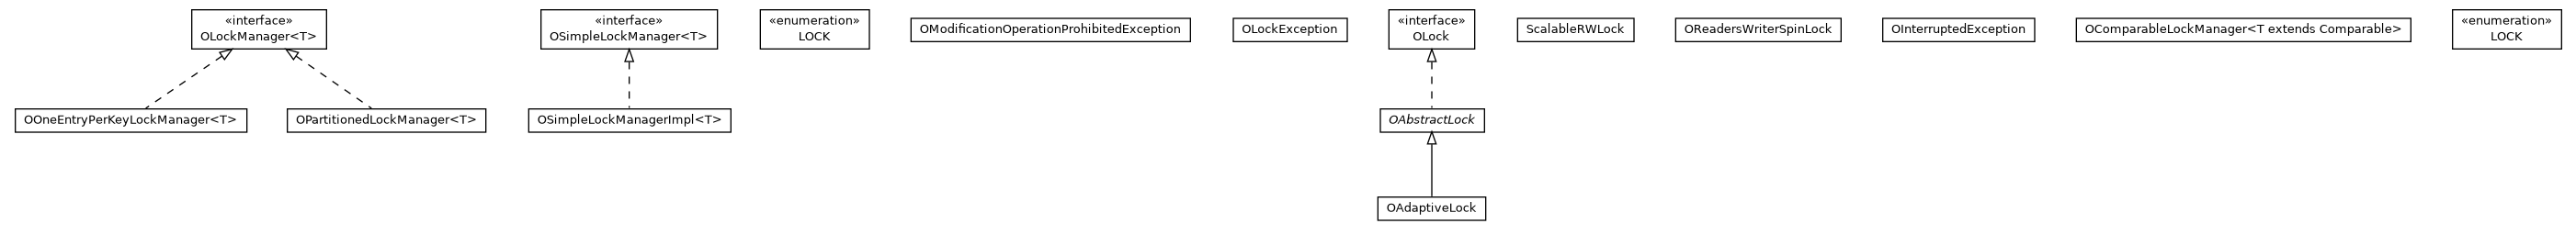 «interface»
OLockManager<T>
«interface»
OSimpleLockManager<T>
«enumeration»
LOCK
OModificationOperationProhibitedException
OLockException
«interface»
OLock
ScalableRWLock
OReadersWriterSpinLock
OInterruptedException
OComparableLockManager<T extends Comparable>
«enumeration»
LOCK
OOneEntryPerKeyLockManager<T>
OPartitionedLockManager<T>
OSimpleLockManagerImpl<T>
OAbstractLock
OAdaptiveLock